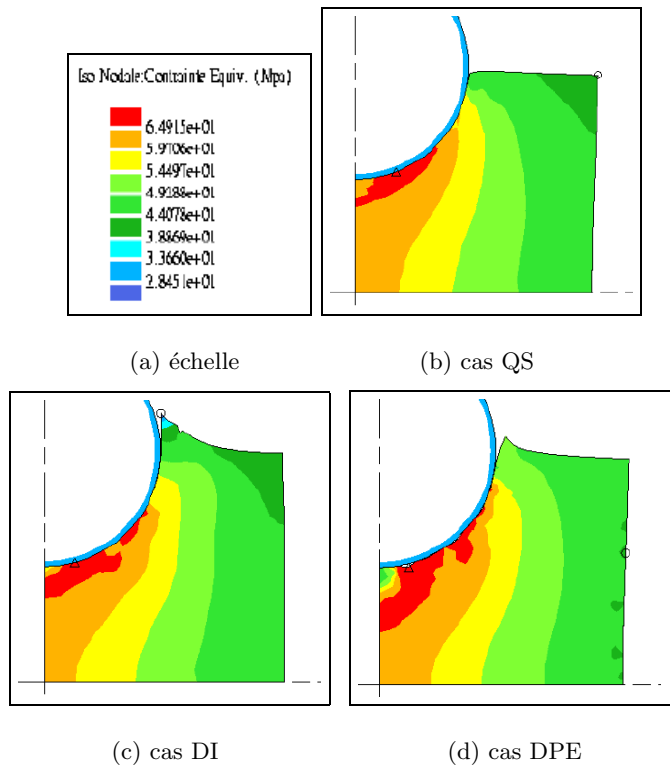 Iso Nodale:Contrainte Equiv. (Mpa)
6.4915e+01
5.9706e+01
5.4497e+01
4.9288e+01
4.4078e+01
3.8869e+01
3.3660e+01
2.8451e+01
(a) échelle
(b) cas QS
(c) cas DI
(d) cas DPE